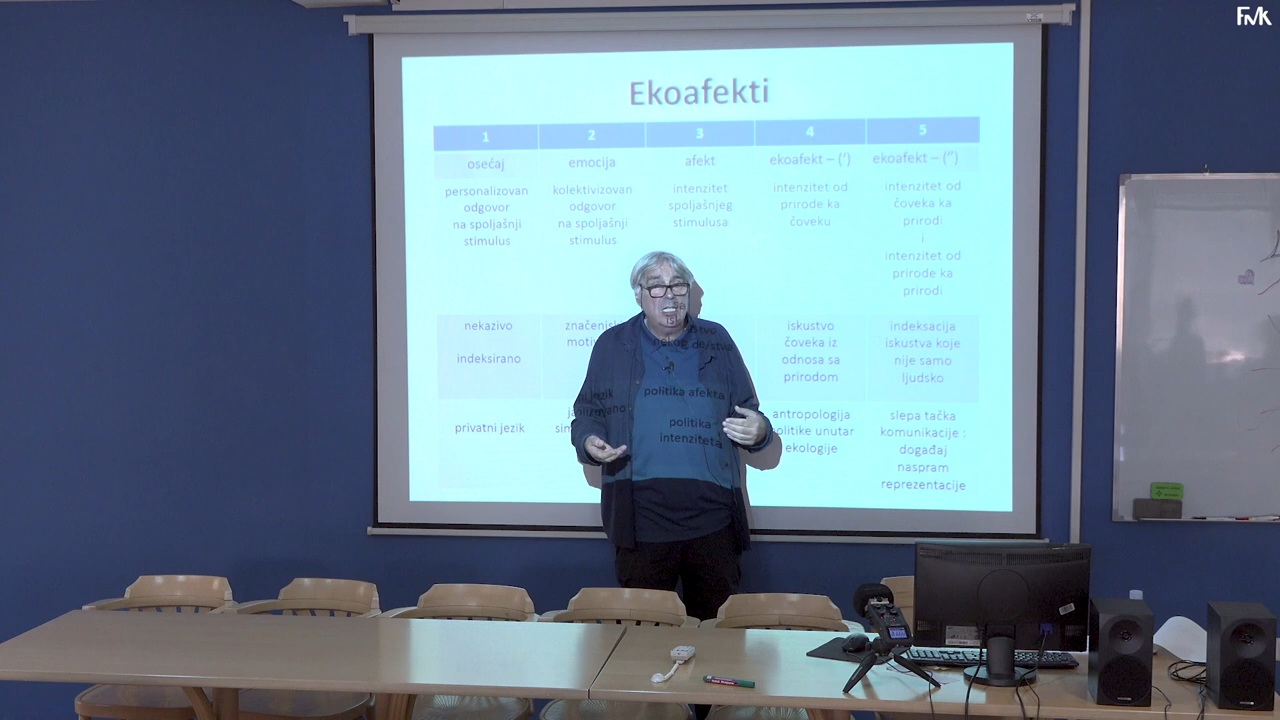 FMK
Ekoafekti
1 2 3 4 5
osećaj emocija afekt ekoafekt – (’) ekoafekt – (”)
personalizovan
odgovor
na spoljašnji
stimulus
kolektivizovan
odgovor
na spoljašnji
stimulus
intenzitet
spoljašnjeg
stimulusa
intenzitet od
prirode ka
čoveku
intenzitet od
čoveka ka
prirodi
i
intenzitet od
prirode ka
prirodi
nekazivo
indeksirano
iskustvo
čoveka iz
odnosa sa
prirodom
indeksacija
iskustva koje
nije samo
ljudsko
privatni jezik
jezik
politika afekta
politika
intenziteta
antropologija
politike unutar
ekologije
slepa tačka
komunikacije :
događaj
naspram
reprezentacije